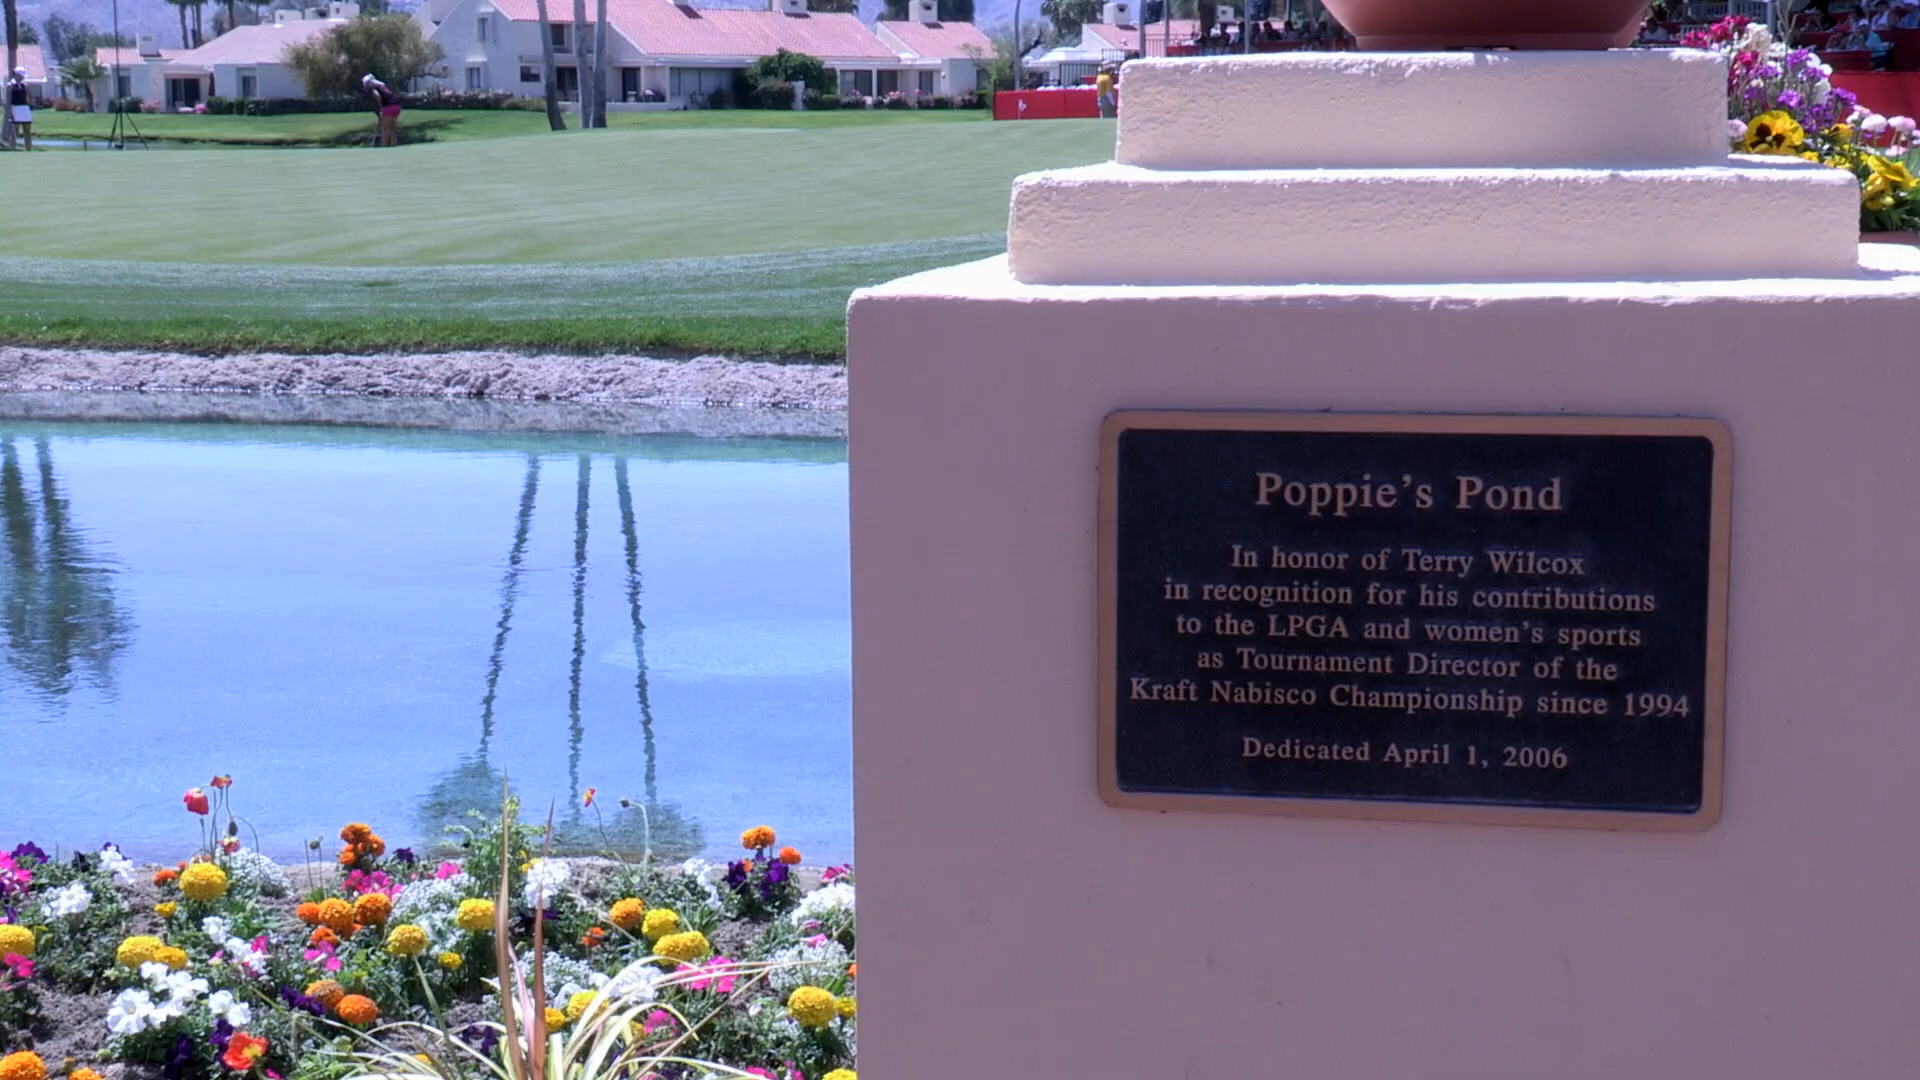 Poppie's Pond
In honor of Terry Wilcox
in recognition for his contributions
to the LPGA and women's sports
as Tournament Director of the
Kraft Nabisco Championship since 1994
Dedicated April 1, 2006